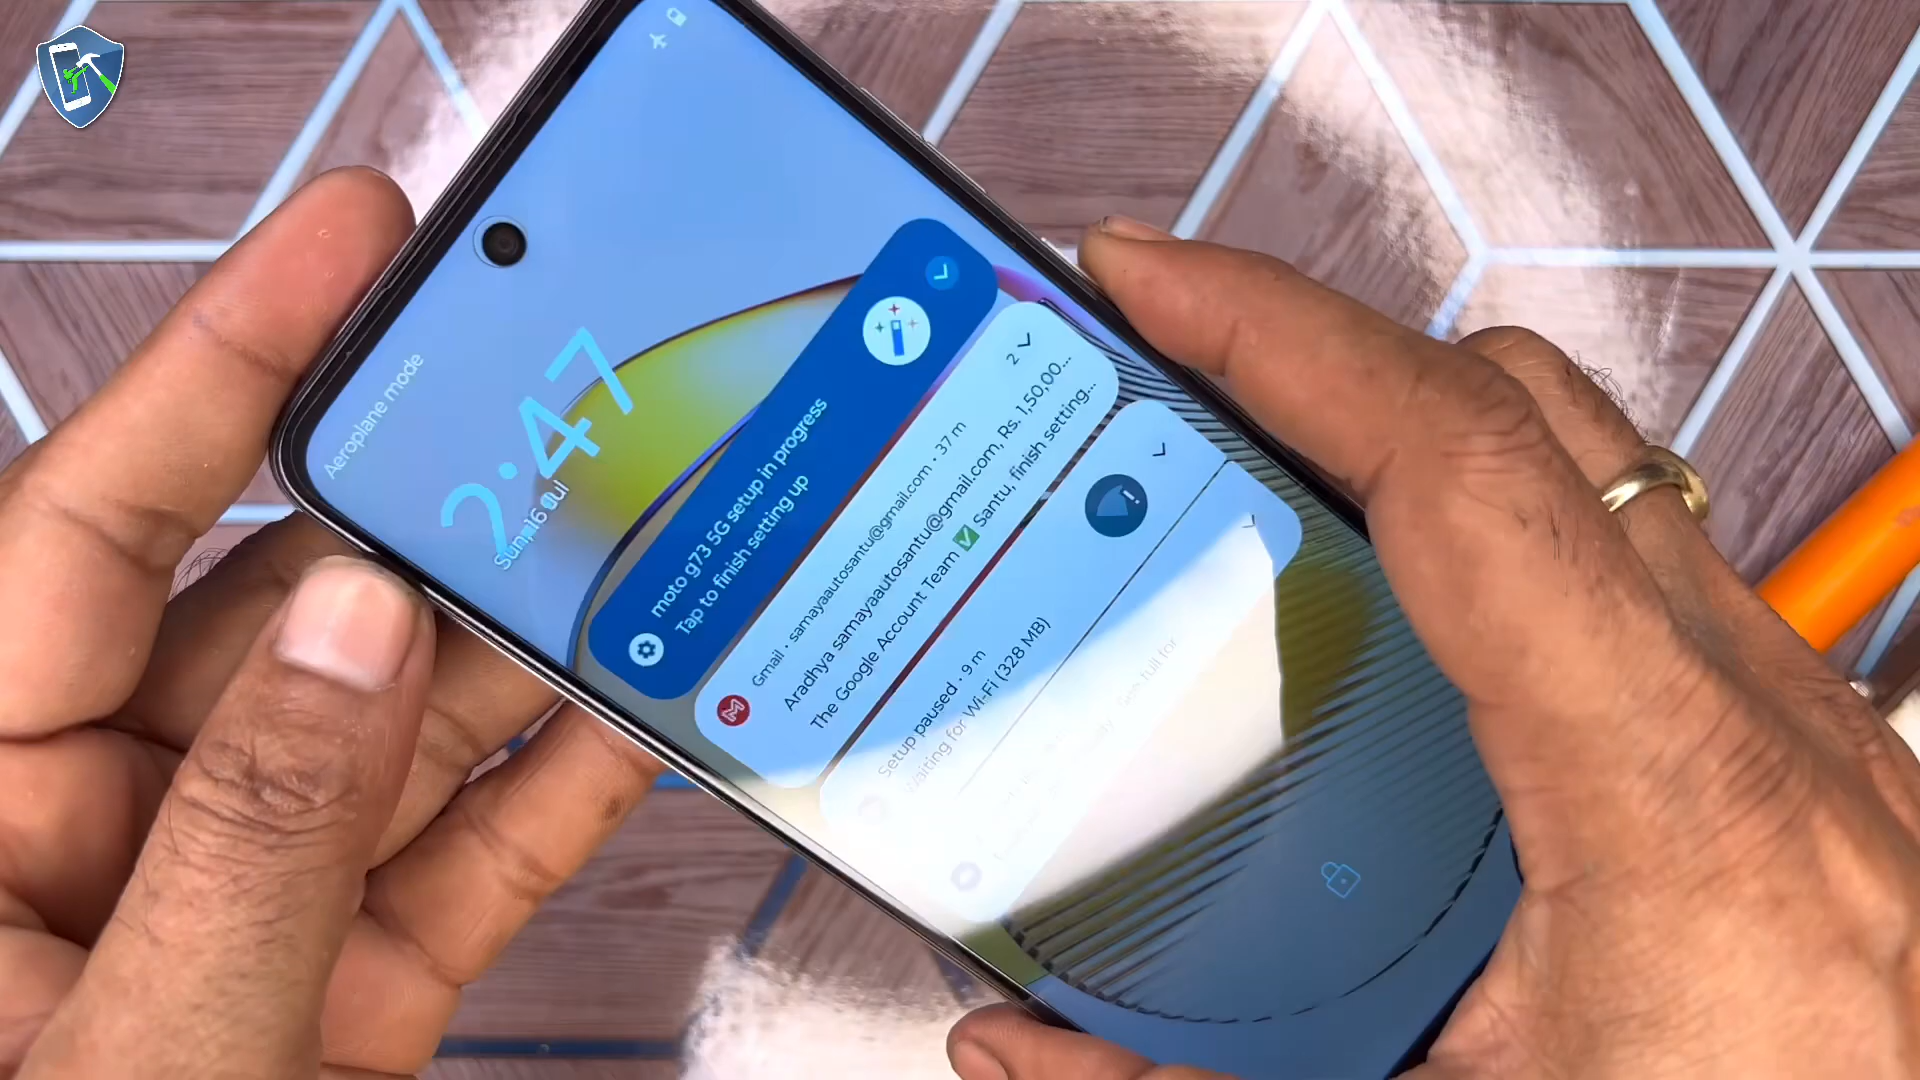 Aeroplane mode
2:47
Sun, 16 Jul
moto g73 5G setup in progress
Tap to finish setting up
Gmail · samayaautosantu@gmail.com · 37 m
2
Aradhya samayaautosantu@gmail.com, Rs. 1,50,00...
The Google Account Team ✅ Santu, finish setting...
Setup paused · 9 m
Waiting for Wi-Fi (328 MB)